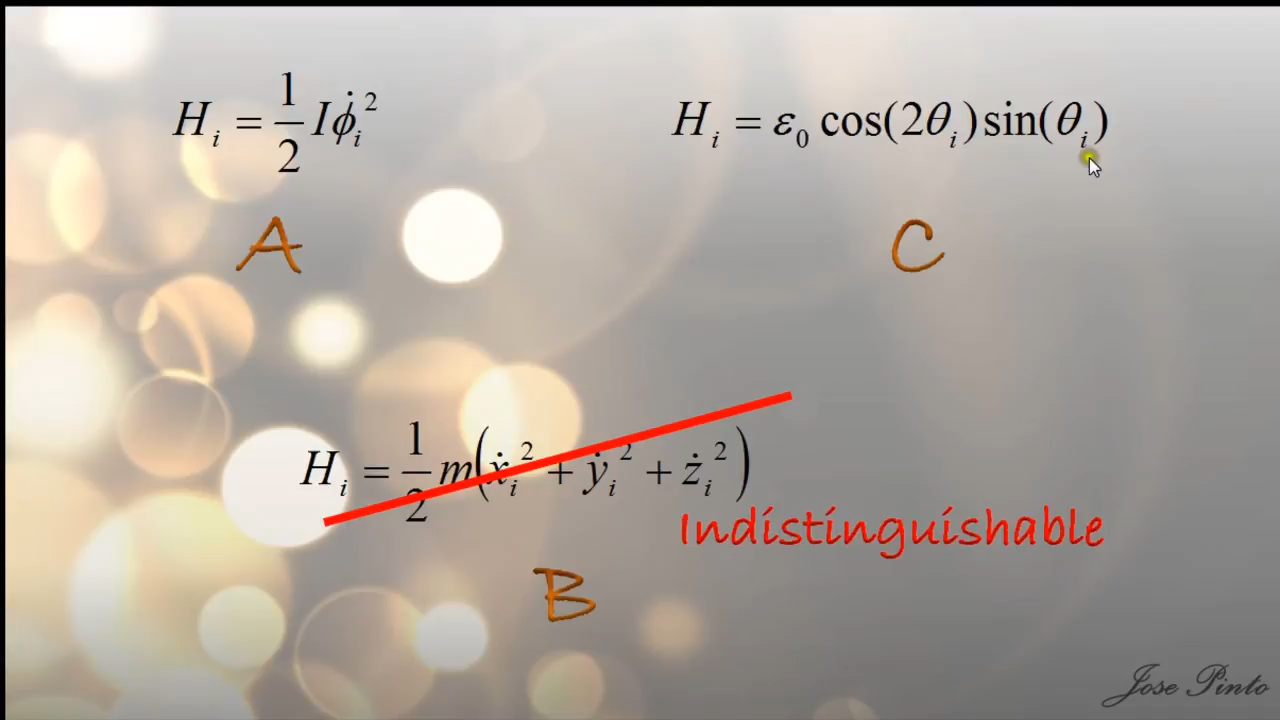 H_i = 1/2 I φ̇_i^2
H_i = ε_0 cos(2θ_i) sin(θ_i)
A
C
H_i = 1/2 m(ẋ_i^2 + ẏ_i^2 + ż_i^2)
Indistinguishable
B
Jose Pinto